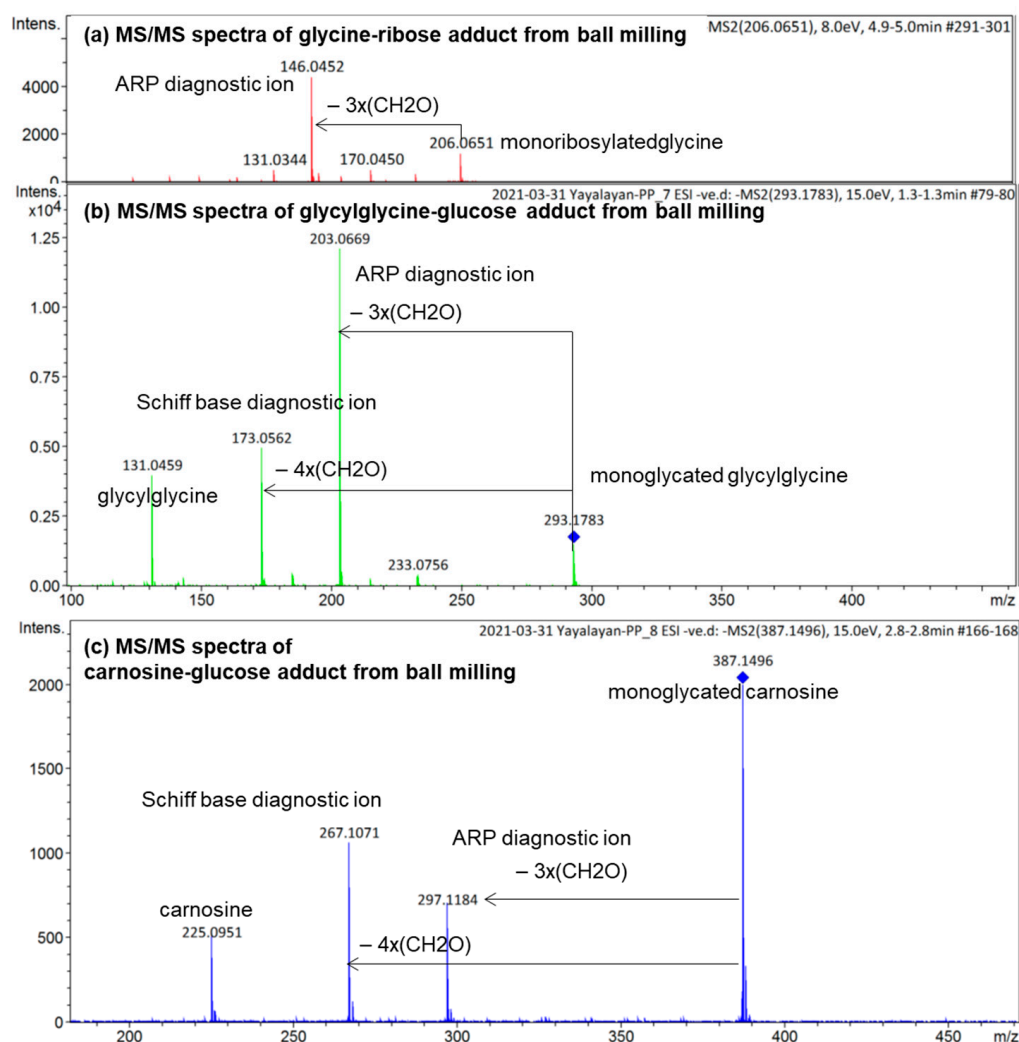 Intens.
(a) MS/MS spectra of glycine-ribose adduct from ball milling
MS2(206.0651), 8.0eV, 4.9-5.0min #291-301
146.0452
ARP diagnostic ion
4000
– 3x(CH2O)
2000
206.0651
monoribosylatedglycine
131.0344
170.0450
0
Intens.
x10⁴
2021-03-31 Yayalayan-PP_7 ESI -ve.d: -MS2(293.1783), 15.0eV, 1.3-1.3min #79-80
(b) MS/MS spectra of glycylglycine-glucose adduct from ball milling
203.0669
1.25
ARP diagnostic ion
1.00
– 3x(CH2O)
0.75
Schiff base diagnostic ion
173.0562
0.50
131.0459
– 4x(CH2O)
monoglycated glycylglycine
glycylglycine
293.1783
0.25
233.0756
0.00
100 150 200 250 300 350 400 m/z
Intens.
2021-03-31 Yayalayan-PP_8 ESI -ve.d: -MS2(387.1496), 15.0eV, 2.8-2.8min #166-168
(c) MS/MS spectra of
carnosine-glucose adduct from ball milling
387.1496
monoglycated carnosine
2000
1500
Schiff base diagnostic ion
267.1071
ARP diagnostic ion
1000
– 3x(CH2O)
297.1184
carnosine
225.0951
500
– 4x(CH2O)
0
200 250 300 350 400 450 m/z